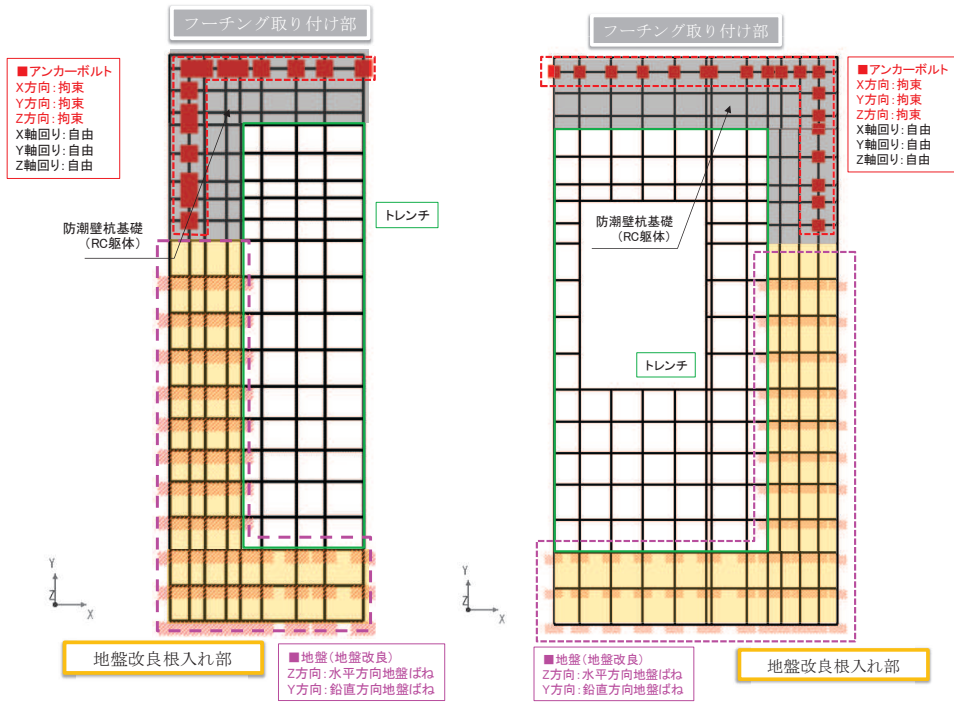 フーチング取り付け部
■アンカーボルト
X方向:拘束
Y方向:拘束
Z方向:拘束
X軸回り:自由
Y軸回り:自由
Z軸回り:自由
トレンチ
防潮壁杭基礎
(RC躯体)
Y
Z
X
地盤改良根入れ部
■地盤(地盤改良)
Z方向:水平方向地盤ばね
Y方向:鉛直方向地盤ばね
フーチング取り付け部
■アンカーボルト
X方向:拘束
Y方向:拘束
Z方向:拘束
X軸回り:自由
Y軸回り:自由
Z軸回り:自由
防潮壁杭基礎
(RC躯体)
トレンチ
Y
Z
X
■地盤(地盤改良)
Z方向:水平方向地盤ばね
Y方向:鉛直方向地盤ばね
地盤改良根入れ部